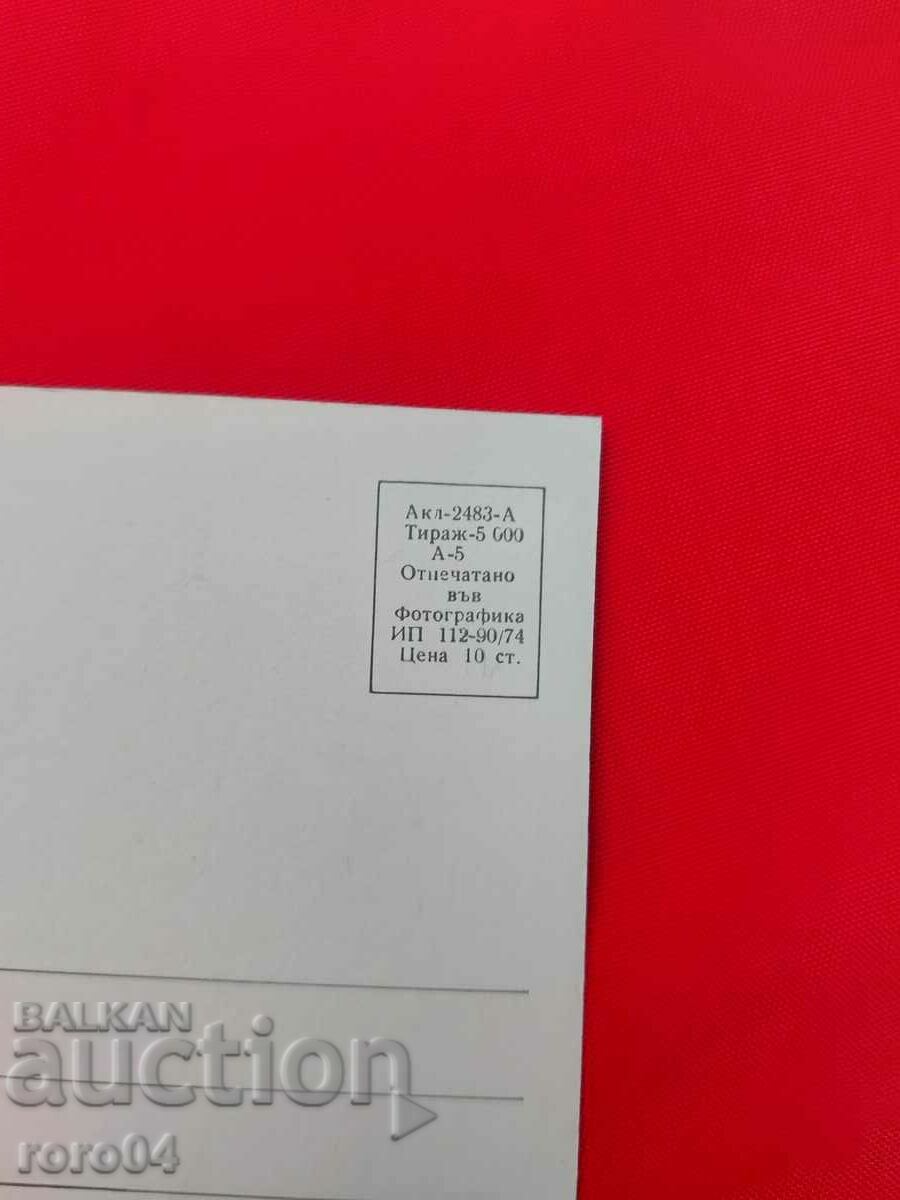 Акл-2483-А
Тираж-5 000
А-5
Отпечатано
във
Фотографика
ИП 112-90/74
Цена 10 ст.
BALKAN
auction
roro04